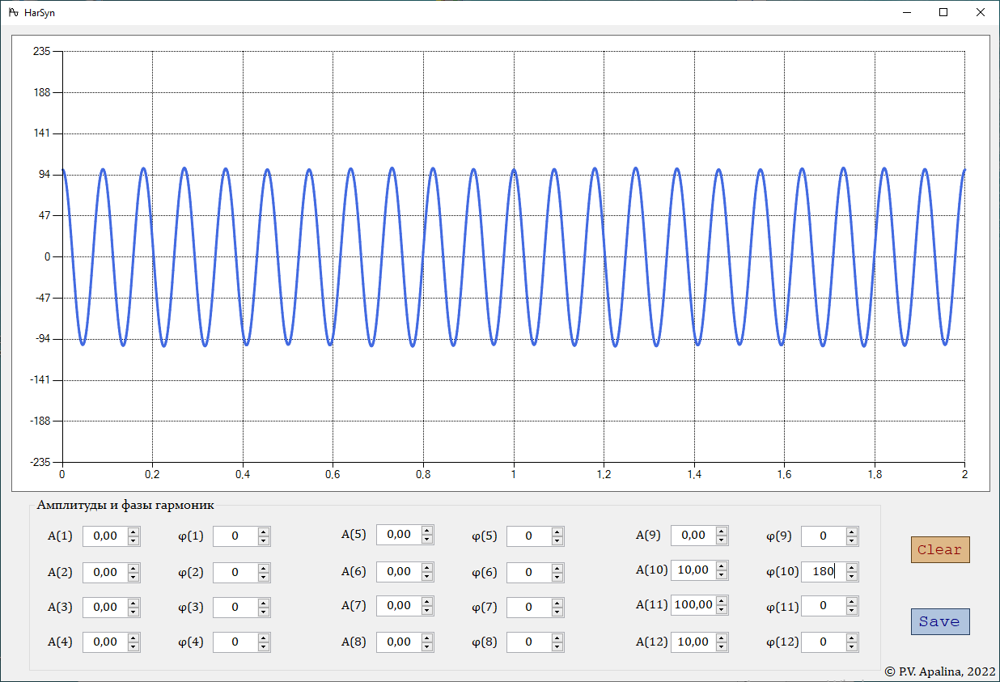 HarSyn
235
188
141
94
47
0
-47
-94
-141
-188
-235
0 0,2 0,4 0,6 0,8 1 1,2 1,4 1,6 1,8 2
Амплитуды и фазы гармоник
A(1) 0,00 φ(1) 0 A(5) 0,00 φ(5) 0 A(9) 0,00 φ(9) 0
A(2) 0,00 φ(2) 0 A(6) 0,00 φ(6) 0 A(10) 10,00 φ(10) 180
A(3) 0,00 φ(3) 0 A(7) 0,00 φ(7) 0 A(11) 100,00 φ(11) 0
A(4) 0,00 φ(4) 0 A(8) 0,00 φ(8) 0 A(12) 10,00 φ(12) 0
Clear
Save
© P.V. Apalina, 2022